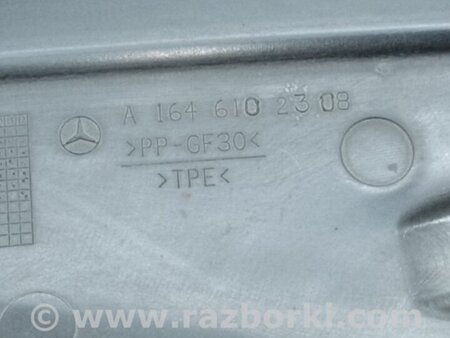 A 164 610 23 08
>PP-GF30<
>TPE<
© www.razborki.com